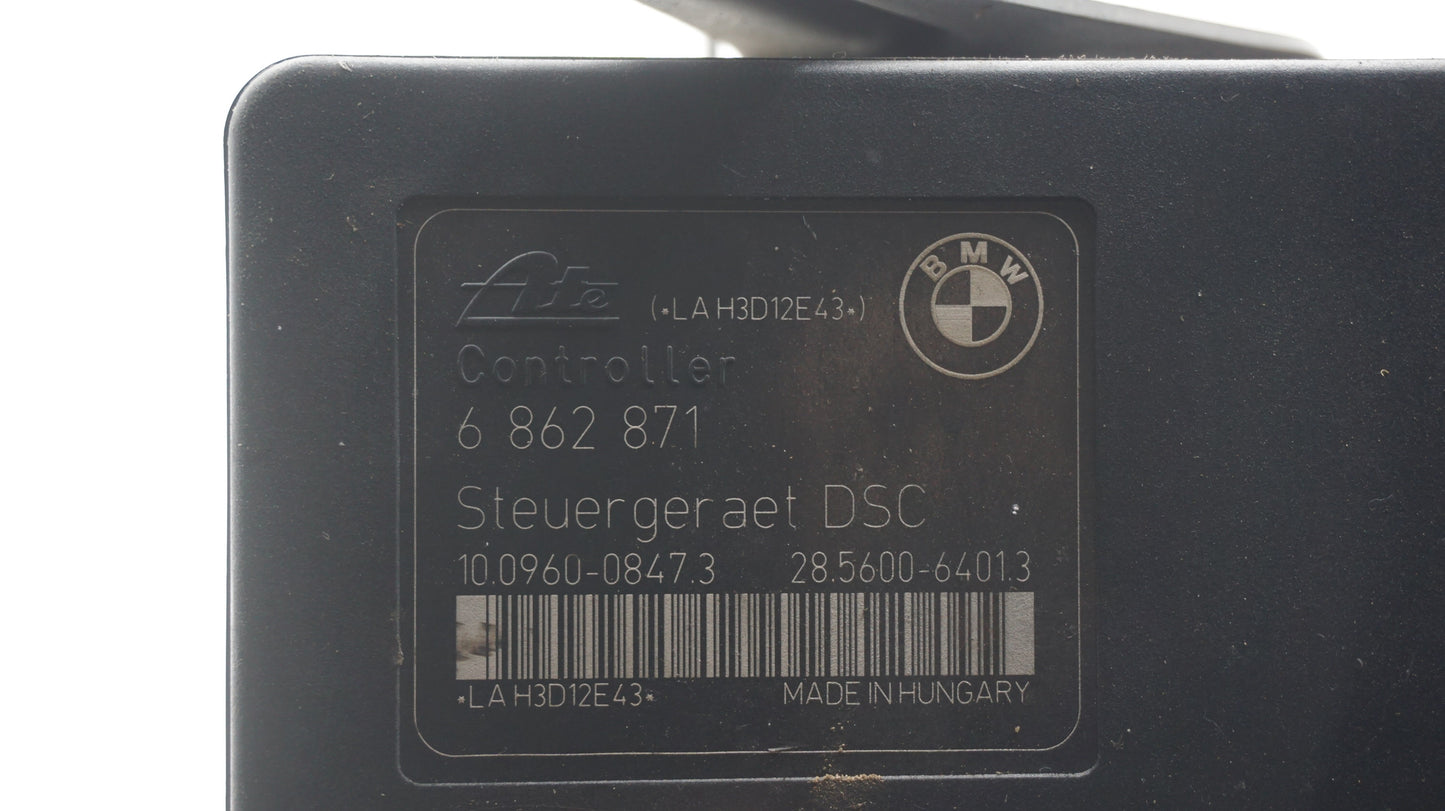 Ate (*LA H3D12E43*)
BMW
Controller
6 862 871
Steuergeraet DSC
10.0960-0847.3 28.5600-6401.3
*LA H3D12E43*
MADE IN HUNGARY